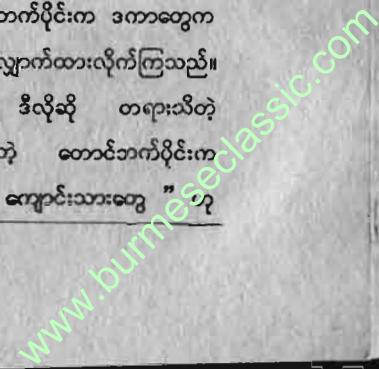 ဘက်ပိုင်းက ဒကာတွေက
လျှောက်ထားလိုက်ကြသည်။
ဒီလိုဆို တရားသိတဲ့
တဲ့ တောင်ဘက်ပိုင်းက
ကျောင်းသားတွေ ” ဟု
www.burmeseclassic.com